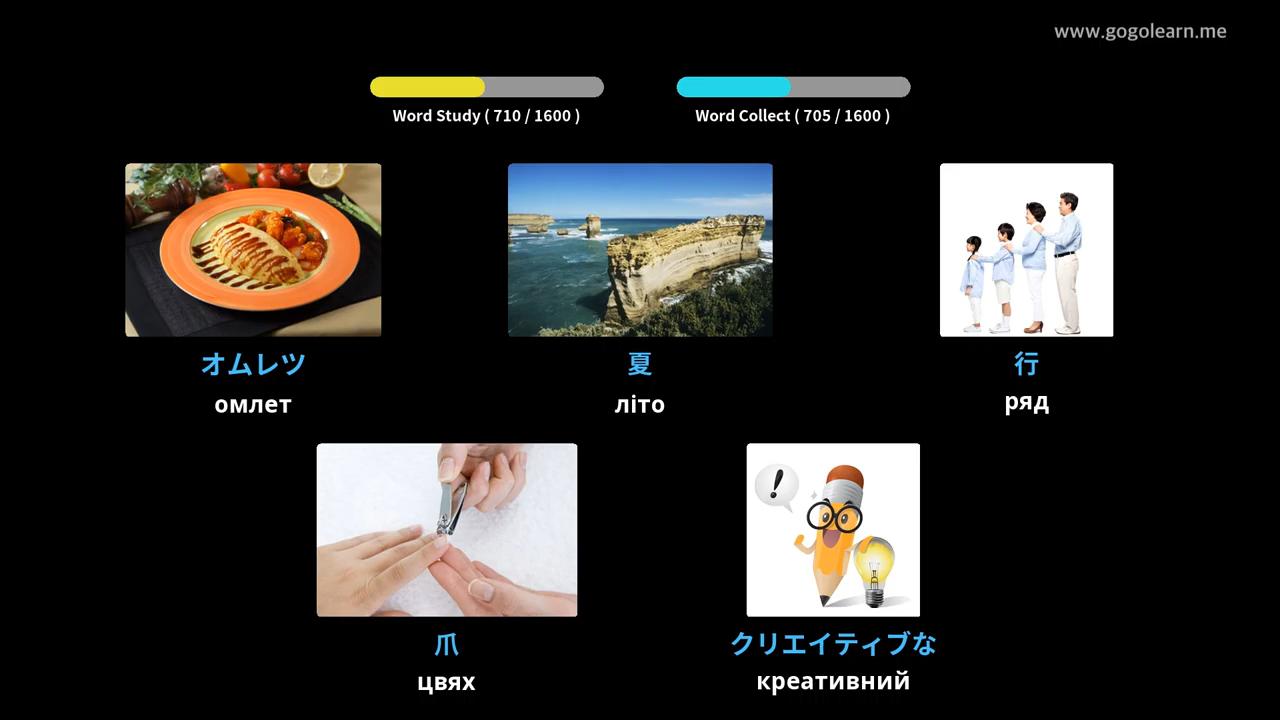 www.gogolearn.me
Word Study ( 710 / 1600 )
Word Collect ( 705 / 1600 )
オムレツ
омлет
夏
літо
行
ряд
爪
цвях
クリエイティブな
креативний